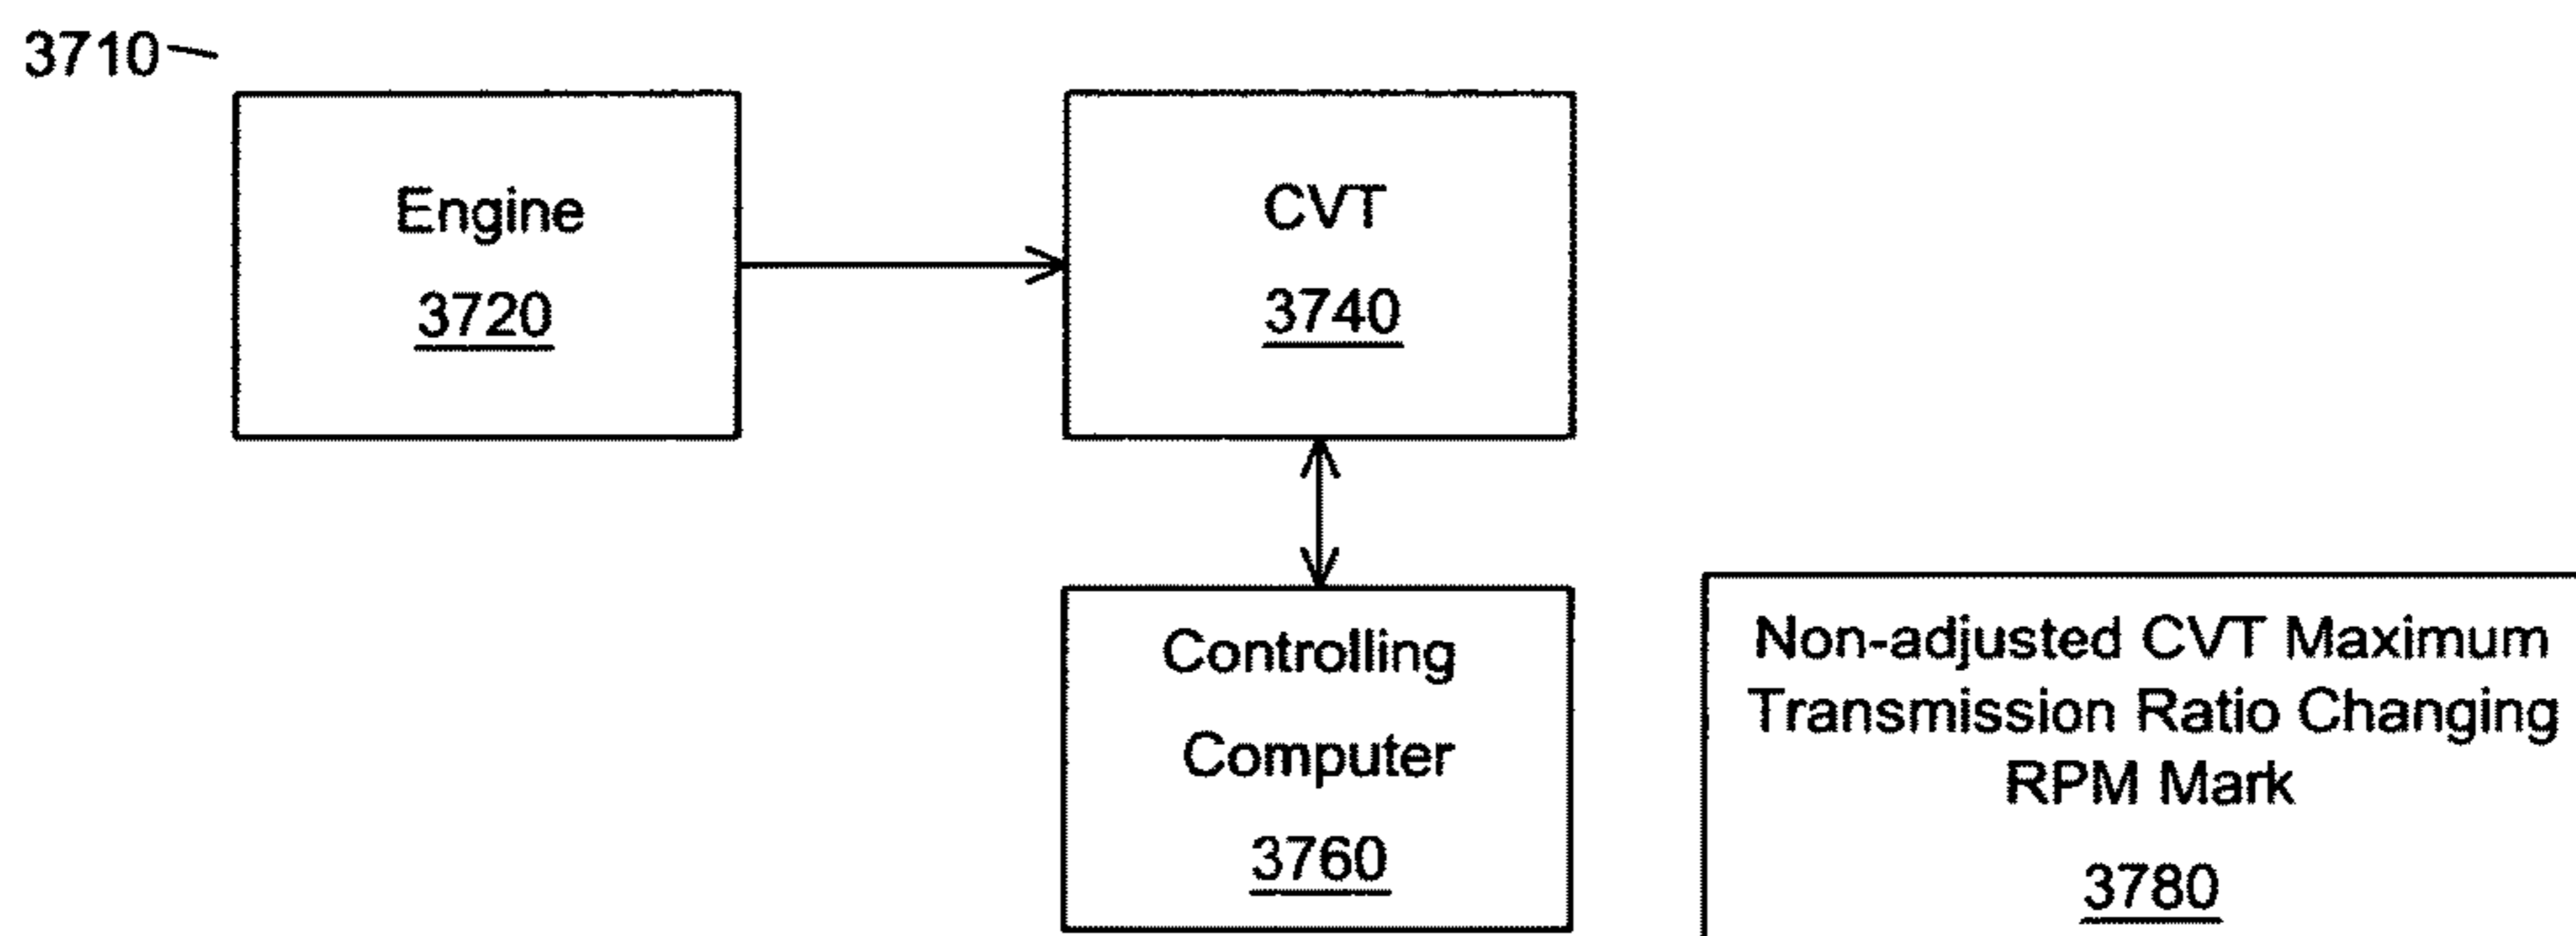 3710
Engine
3720
CVT
3740
Controlling
Computer
3760
Non-adjusted CVT Maximum
Transmission Ratio Changing
RPM Mark
3780